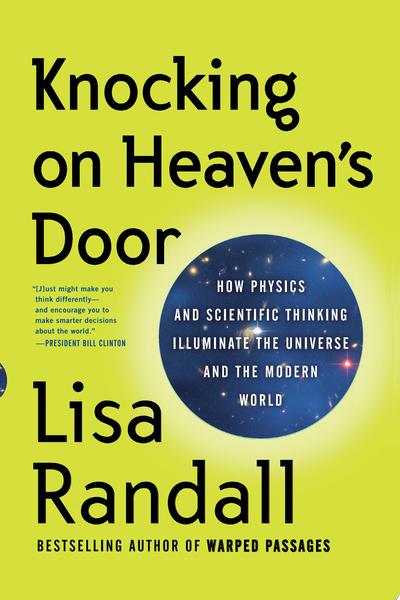 Knocking
on Heaven's
Door
"[J]ust might make you
think differently—
and encourage you to
make smarter decisions
about the world."
—PRESIDENT BILL CLINTON
HOW PHYSICS
AND SCIENTIFIC THINKING
ILLUMINATE THE UNIVERSE
AND THE MODERN
WORLD
Lisa
Randall
BESTSELLING AUTHOR OF WARPED PASSAGES